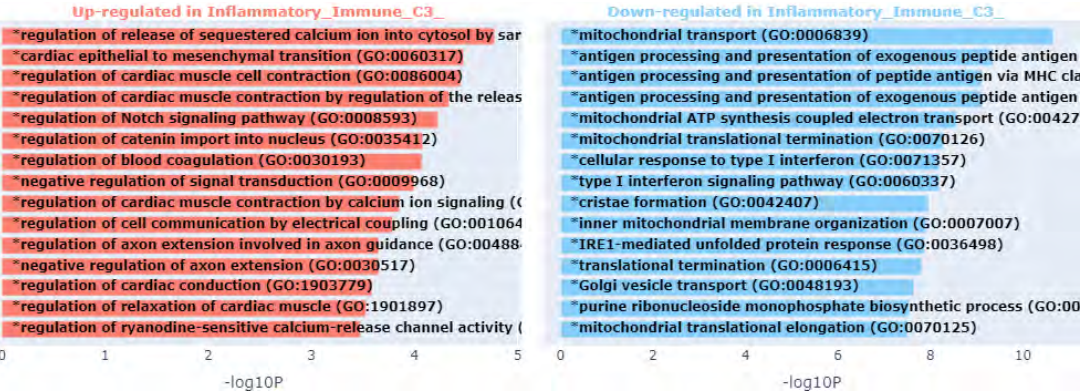 Up-regulated in Inflammatory_Immune_C3_
*regulation of release of sequestered calcium ion into cytosol by sar
*cardiac epithelial to mesenchymal transition (GO:0060317)
*regulation of cardiac muscle cell contraction (GO:0086004)
*regulation of cardiac muscle contraction by regulation of the releas
*regulation of Notch signaling pathway (GO:0008593)
*regulation of catenin import into nucleus (GO:0035412)
*regulation of blood coagulation (GO:0030193)
*negative regulation of signal transduction (GO:0009968)
*regulation of cardiac muscle contraction by calcium ion signaling (G
*regulation of cell communication by electrical coupling (GO:001064
*regulation of axon extension involved in axon guidance (GO:00488
*negative regulation of axon extension (GO:0030517)
*regulation of cardiac conduction (GO:1903779)
*regulation of relaxation of cardiac muscle (GO:1901897)
*regulation of ryanodine-sensitive calcium-release channel activity (
0 1 2 3 4 5
-log10P
Down-regulated in Inflammatory_Immune_C3_
*mitochondrial transport (GO:0006839)
*antigen processing and presentation of exogenous peptide antigen
*antigen processing and presentation of peptide antigen via MHC cla
*antigen processing and presentation of exogenous peptide antigen
*mitochondrial ATP synthesis coupled electron transport (GO:00427
*mitochondrial translational termination (GO:0070126)
*cellular response to type I interferon (GO:0071357)
*type I interferon signaling pathway (GO:0060337)
*cristae formation (GO:0042407)
*inner mitochondrial membrane organization (GO:0007007)
*IRE1-mediated unfolded protein response (GO:0036498)
*translational termination (GO:0006415)
*Golgi vesicle transport (GO:0048193)
*purine ribonucleoside monophosphate biosynthetic process (GO:00
*mitochondrial translational elongation (GO:0070125)
0 2 4 6 8 10
-log10P